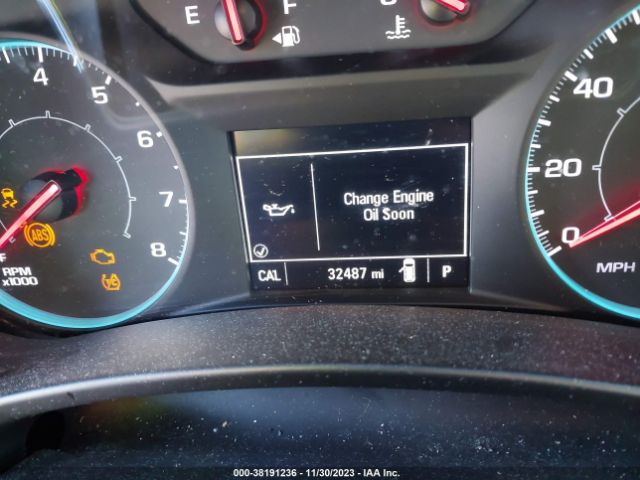 E F C
4 5 6 7 8
F
RPM
x1000
ABS
Change Engine
Oil Soon
CAL 32487 mi P
40
20
0
MPH
000-38191236 - 11/30/2023 - IAA Inc.